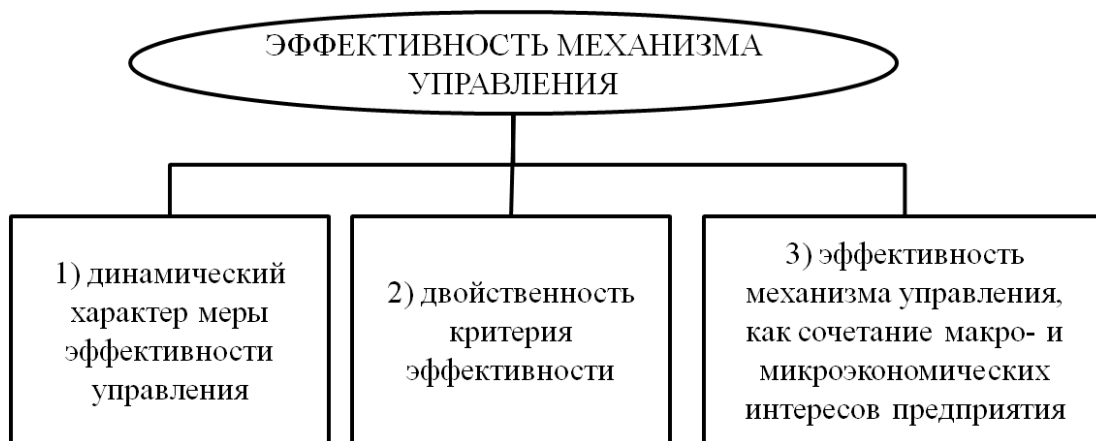 ЭФФЕКТИВНОСТЬ МЕХАНИЗМА
УПРАВЛЕНИЯ
1) динамический
характер меры
эффективности
управления
2) двойственность
критерия
эффективности
3) эффективность
механизма управления,
как сочетание макро- и
микроэкономических
интересов предприятия